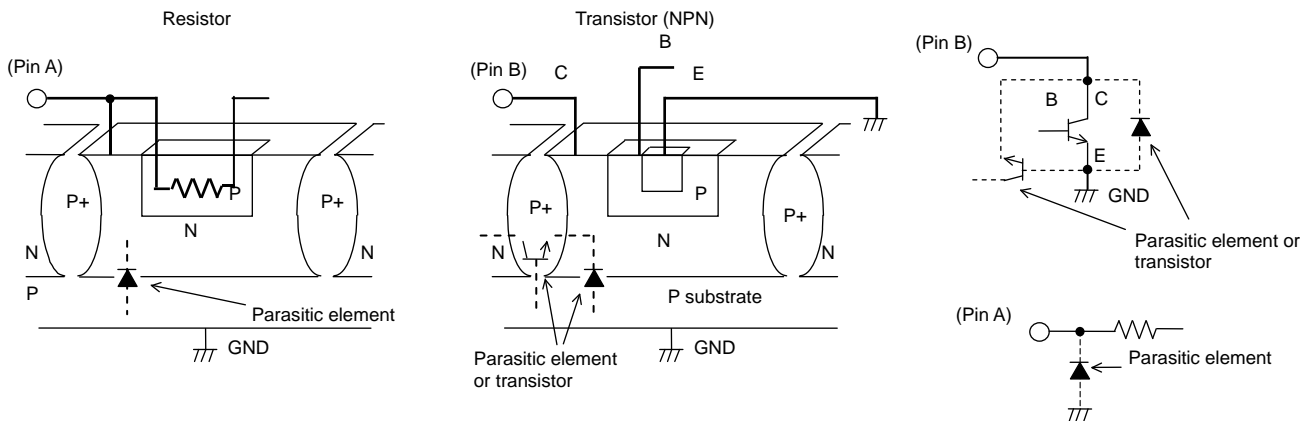 Resistor
(Pin A)
P+
P
P+
N
N
N
P
Parasitic element
GND
Transistor (NPN)
B
(Pin B)
C
E
P+
P
P+
N
N
N
P substrate
GND
Parasitic element
or transistor
(Pin B)
B
C
E
GND
Parasitic element or
transistor
(Pin A)
Parasitic element